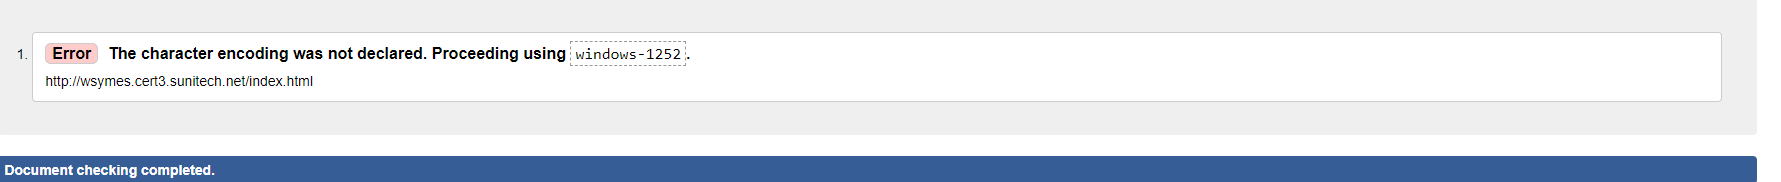 1. Error The character encoding was not declared. Proceeding using windows-1252.
http://wsymes.cert3.sunitech.net/index.html
Document checking completed.